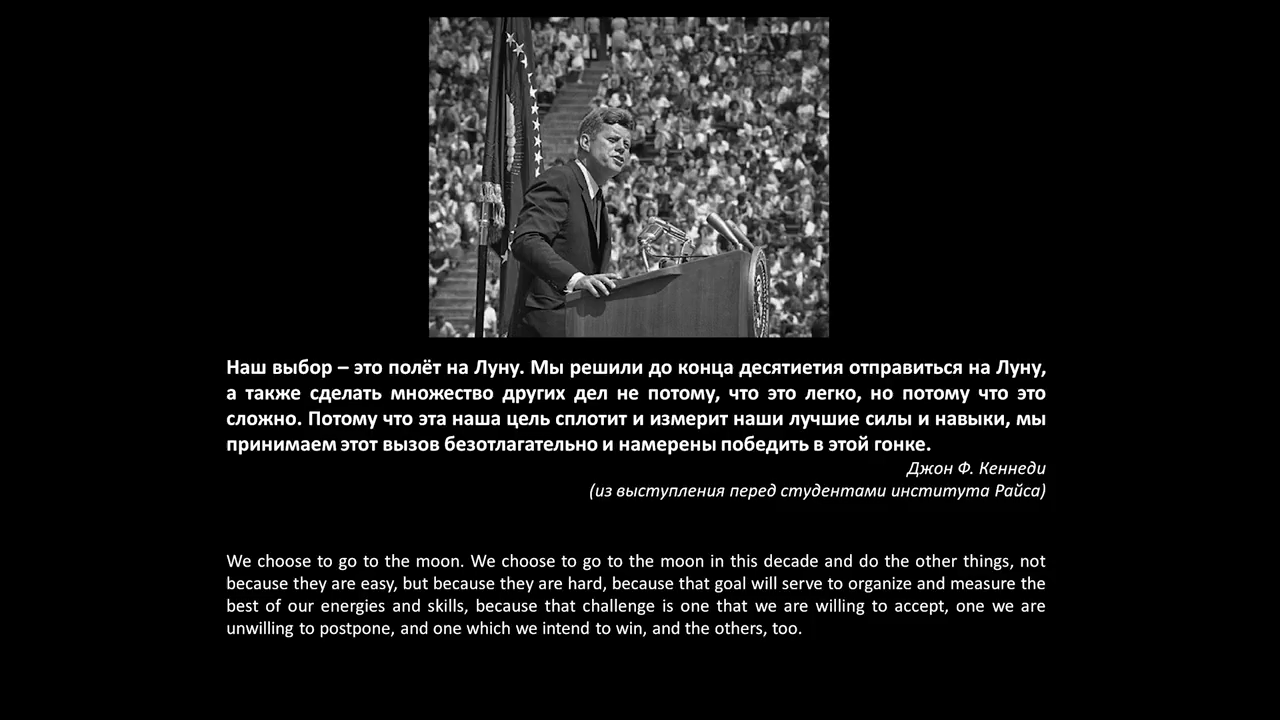 Наш выбор – это полёт на Луну. Мы решили до конца десятиетия отправиться на Луну,
а также сделать множество других дел не потому, что это легко, но потому что это
сложно. Потому что эта наша цель сплотит и измерит наши лучшие силы и навыки, мы
принимаем этот вызов безотлагательно и намерены победить в этой гонке.
Джон Ф. Кеннеди
(из выступления перед студентами института Райса)
We choose to go to the moon. We choose to go to the moon in this decade and do the other things, not
because they are easy, but because they are hard, because that goal will serve to organize and measure the
best of our energies and skills, because that challenge is one that we are willing to accept, one we are
unwilling to postpone, and one which we intend to win, and the others, too.